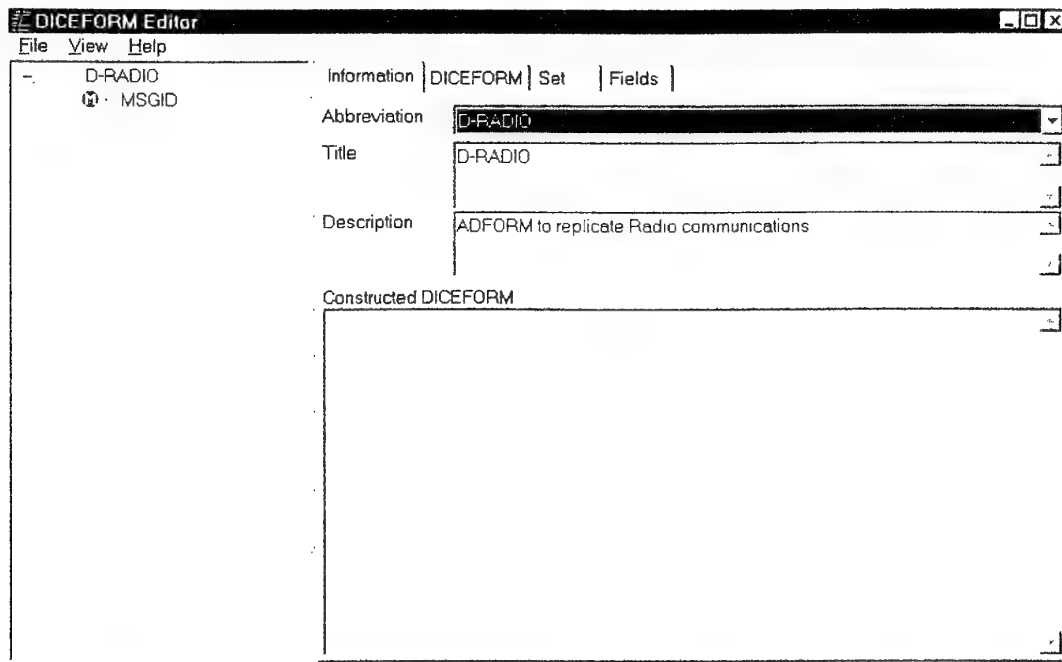 DICEFORM Editor
File View Help
D-RADIO
M MSGID
Information DICEFORM Set Fields
Abbreviation D-RADIO
Title D-RADIO
Description ADFORM to replicate Radio communications
Constructed DICEFORM